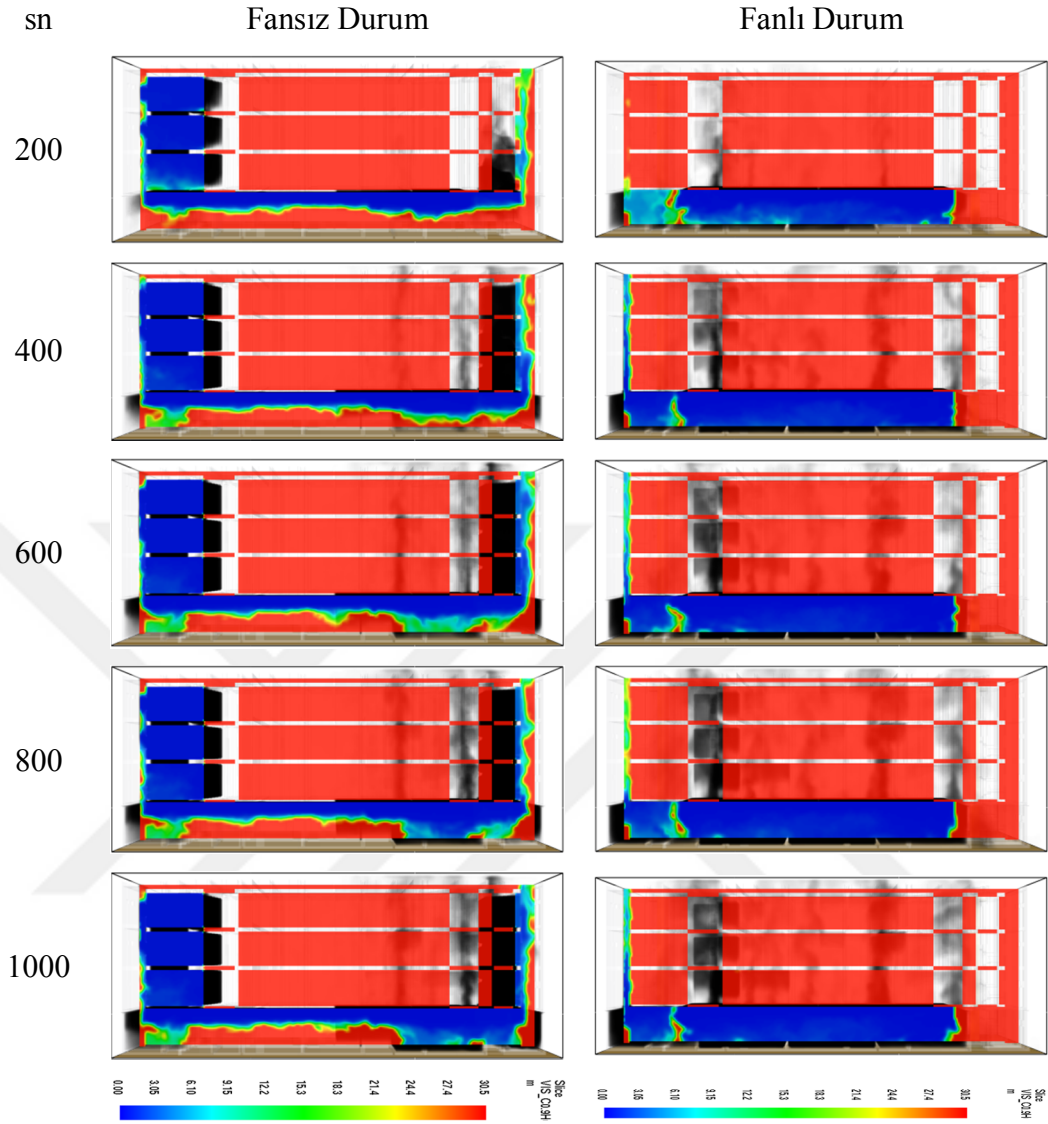 sn Fansız Durum Fanlı Durum
200
400
600
800
1000
0.00 3.05 6.10 9.15 12.2 15.3 18.3 21.4 24.4 27.4 30.5
Slice
VIS_C0.9H
m
0.00 3.05 6.10 9.15 12.2 15.3 18.3 21.4 24.4 27.4 30.5
Slice
VIS_C0.9H
m